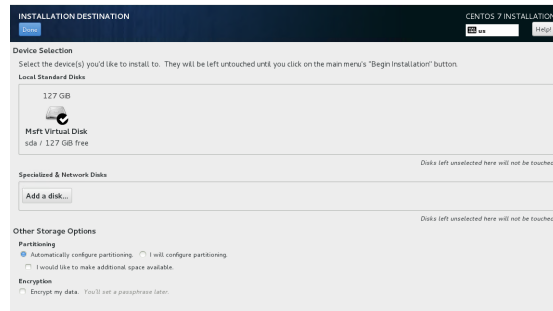 INSTALLATION DESTINATION
CENTOS 7 INSTALLATION
Done
us
Help!
Device Selection
Select the device(s) you'd like to install to. They will be left untouched until you click on the main menu's "Begin Installation" button.
Local Standard Disks
127 GiB
Msft Virtual Disk
sda / 127 GiB free
Disks left unselected here will not be touched
Specialized & Network Disks
Add a disk...
Disks left unselected here will not be touched
Other Storage Options
Partitioning
Automatically configure partitioning. I will configure partitioning.
I would like to make additional space available.
Encryption
Encrypt my data. You'll set a passphrase later.